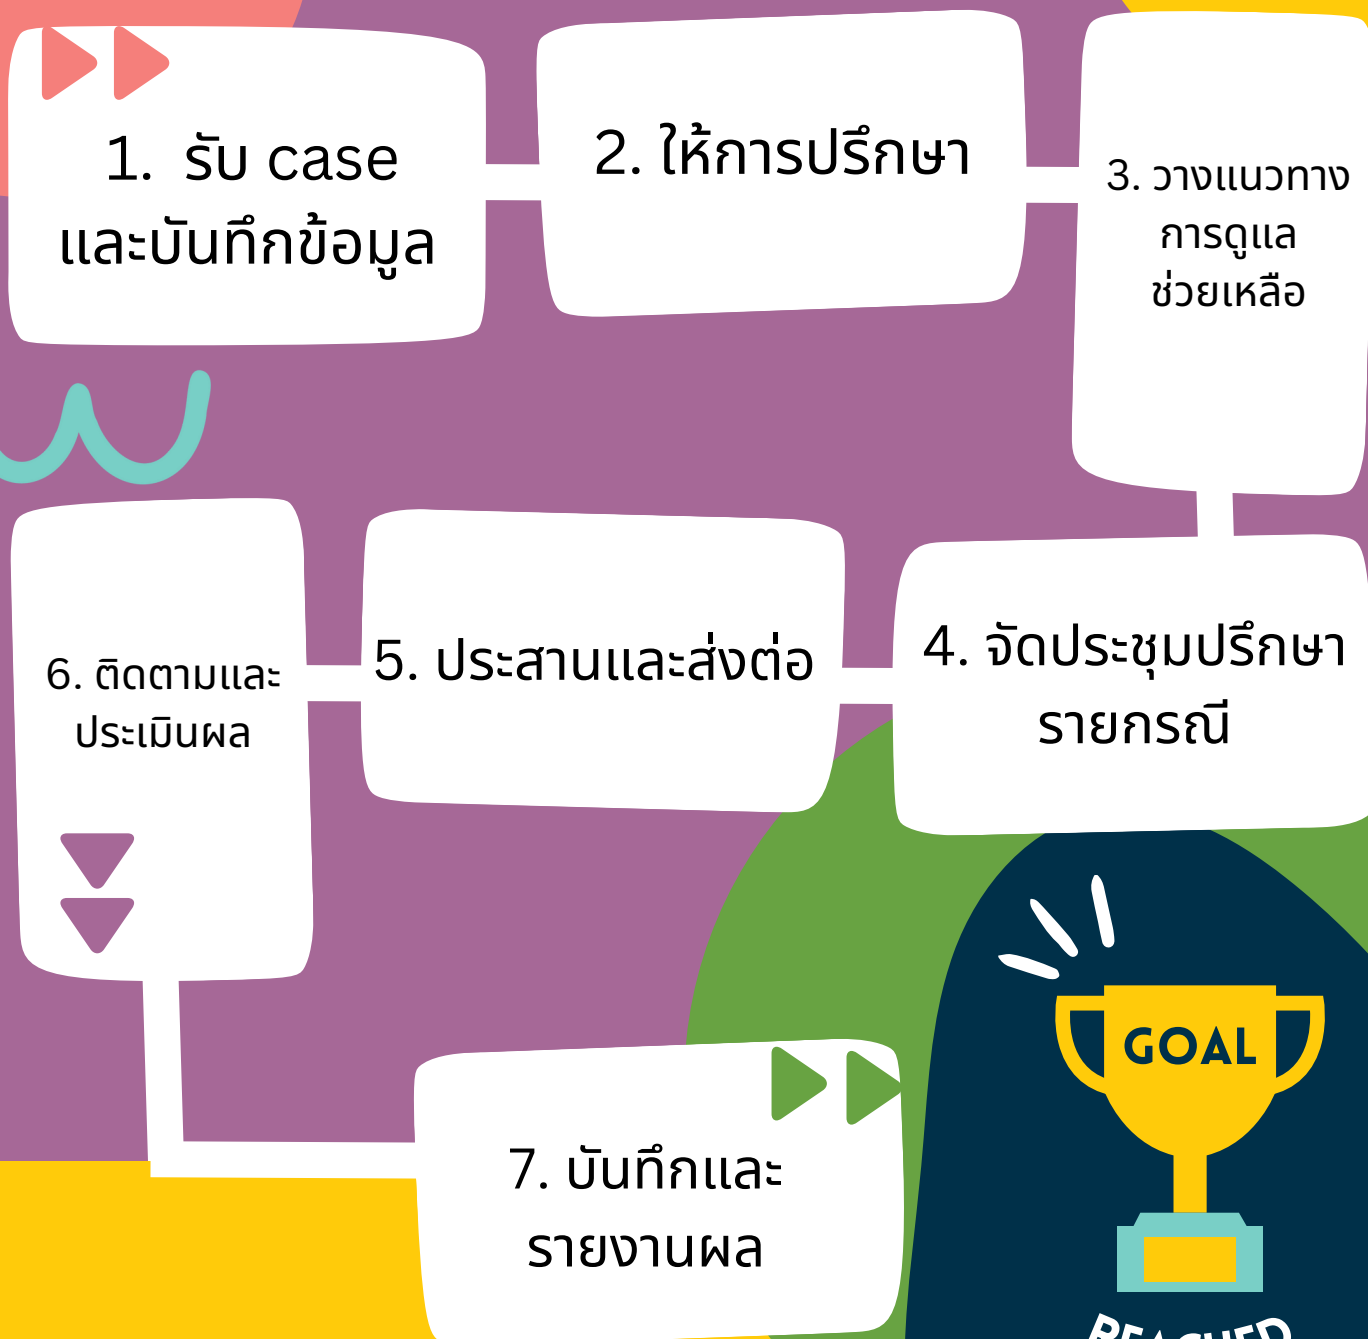 1. รับ case
และบันทึกข้อมูล
2. ให้การปรึกษา
3. วางแนวทาง
การดูแล
ช่วยเหลือ
4. จัดประชุมปรึกษา
รายกรณี
5. ประสานและส่งต่อ
6. ติดตามและ
ประเมินผล
7. บันทึกและ
รายงานผล
GOAL
REACHED